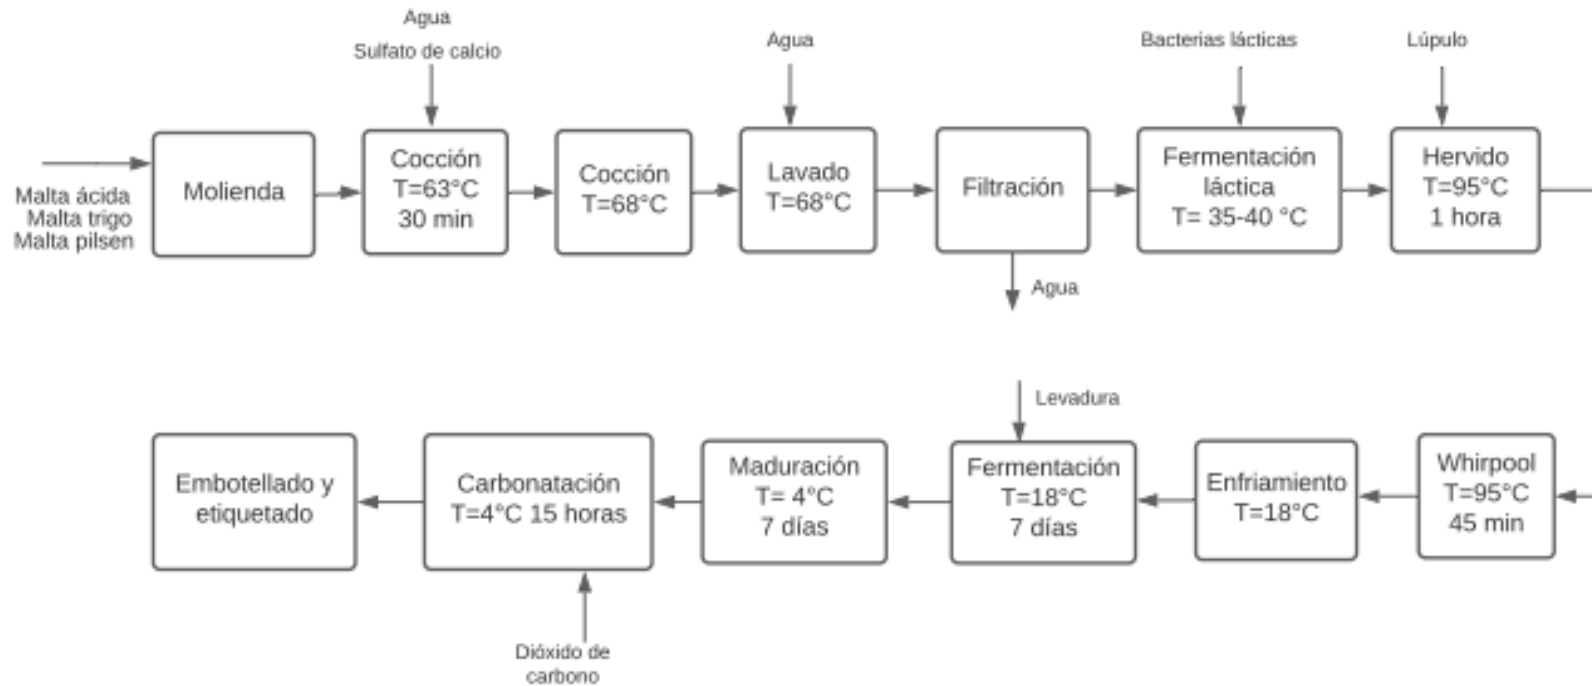 Agua
Sulfato de calcio
Agua
Bacterias lácticas
Lúpulo
Malta ácida
Malta trigo
Malta pilsen
Molienda
Cocción
T=63°C
30 min
Cocción
T=68°C
Lavado
T=68°C
Filtración
Agua
Fermentación
láctica
T= 35-40 °C
Hervido
T=95°C
1 hora
Whirpool
T=95°C
45 min
Enfriamiento
T=18°C
Levadura
Fermentación
T=18°C
7 días
Maduración
T= 4°C
7 días
Carbonatación
T=4°C 15 horas
Dióxido de
carbono
Embotellado y
etiquetado